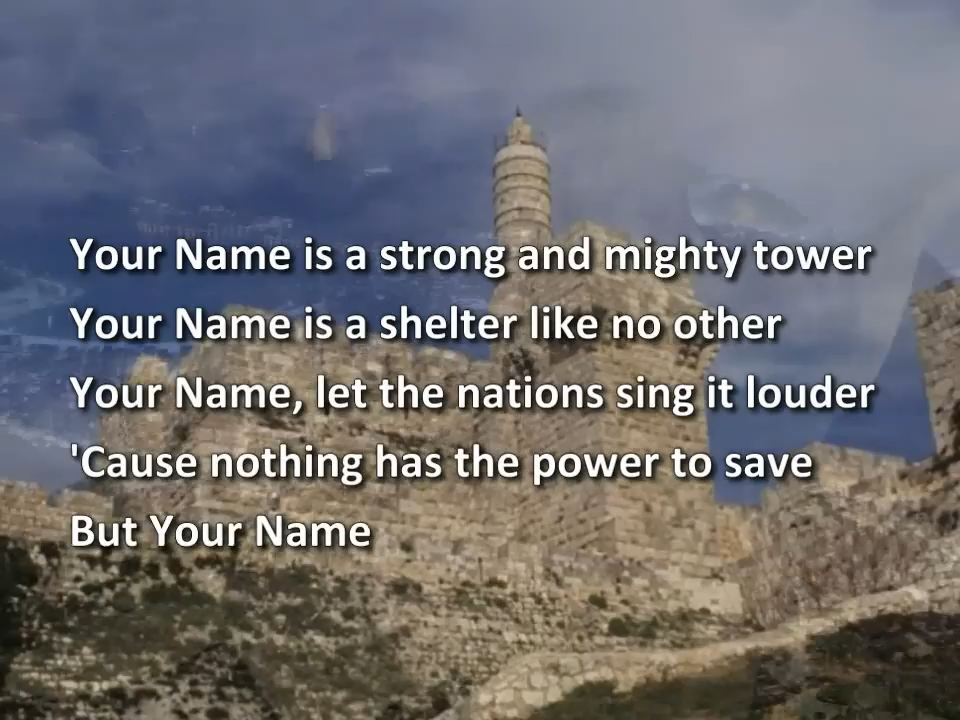 Your Name is a strong and mighty tower
Your Name is a shelter like no other
Your Name, let the nations sing it louder
'Cause nothing has the power to save
But Your Name